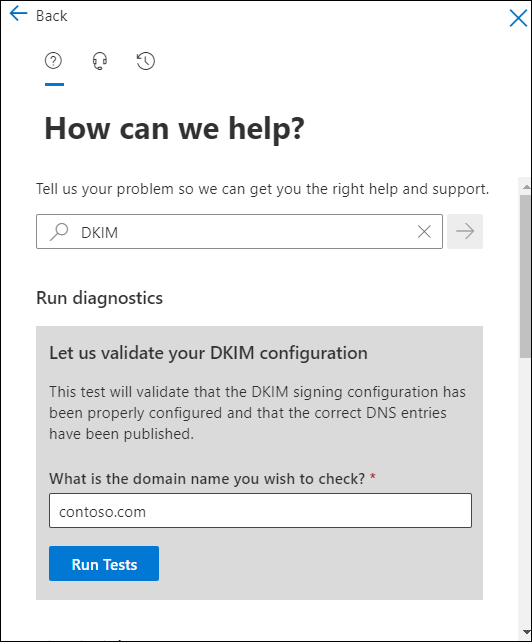 Back
How can we help?
Tell us your problem so we can get you the right help and support.
DKIM
Run diagnostics
Let us validate your DKIM configuration
This test will validate that the DKIM signing configuration has
been properly configured and that the correct DNS entries
have been published.
What is the domain name you wish to check? *
contoso.com
Run Tests